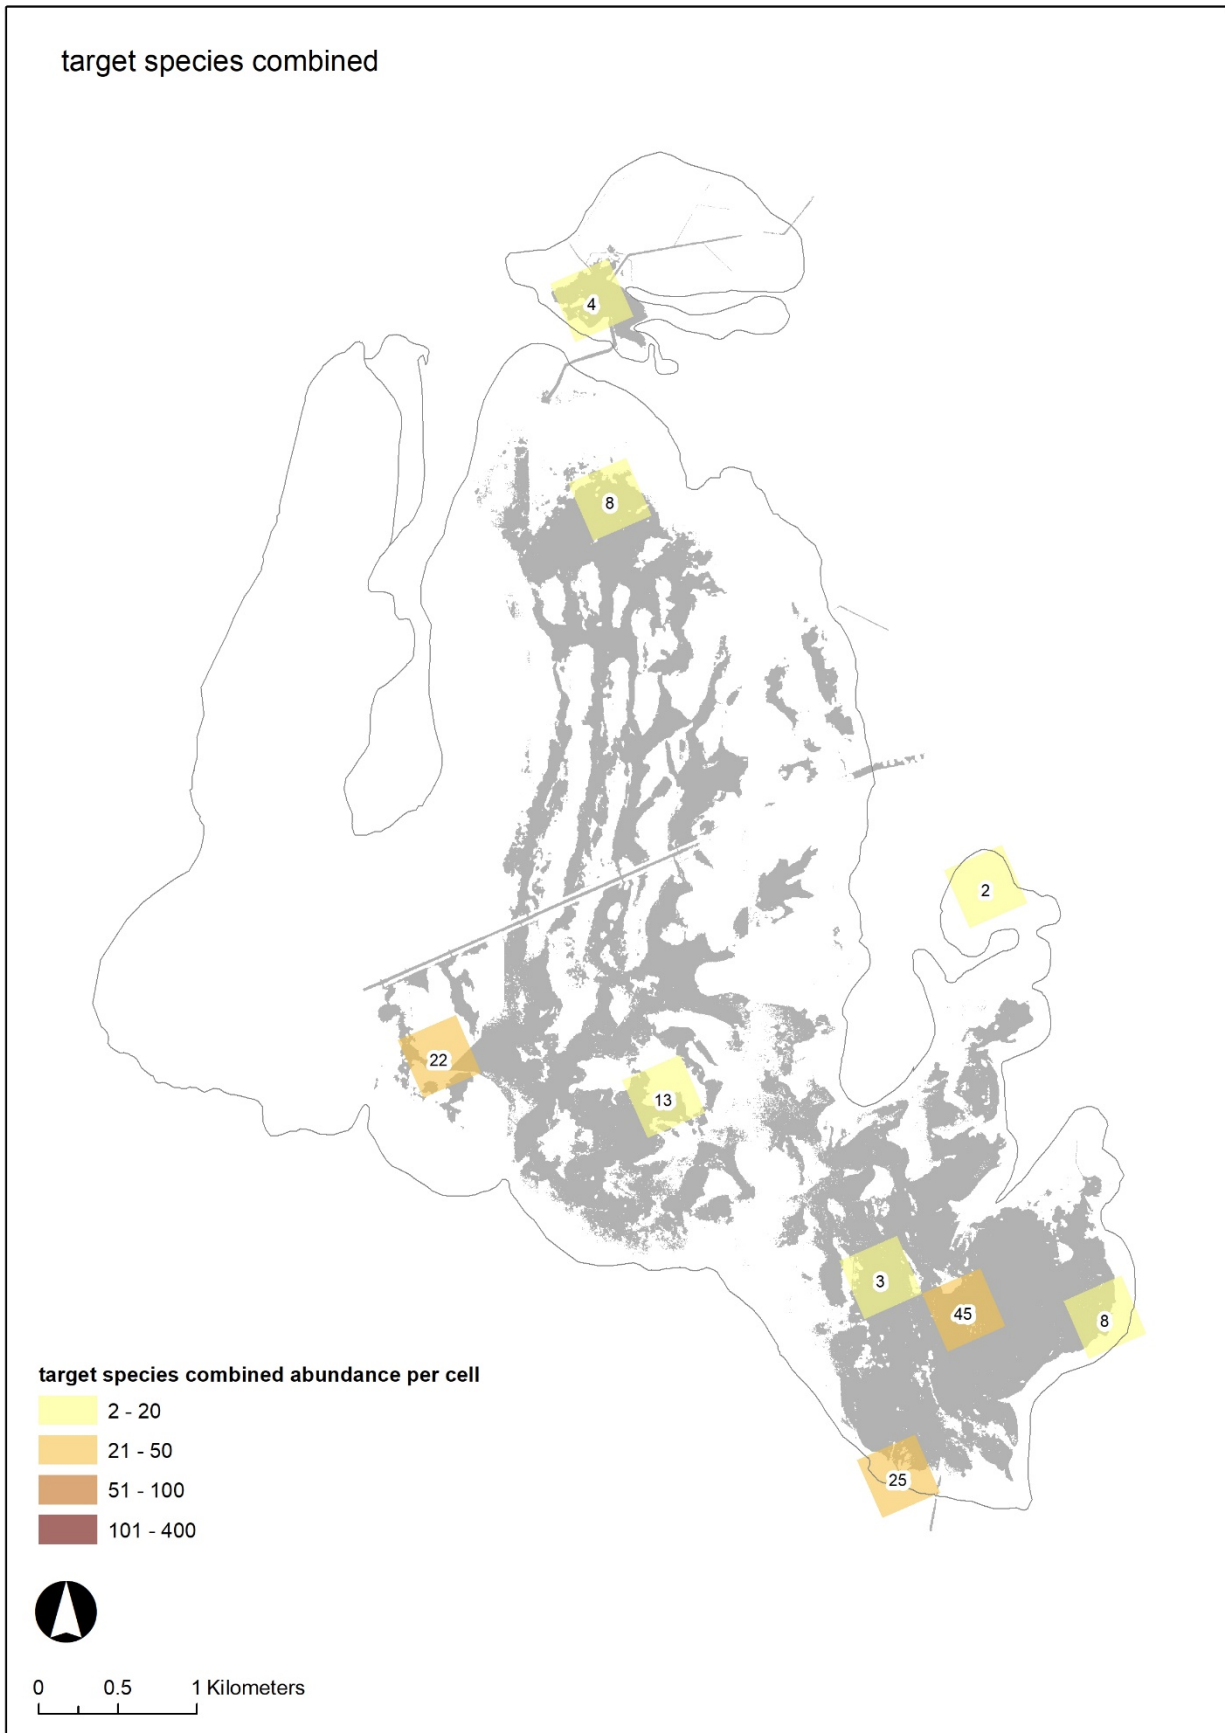 target species combined
4
8
2
22
13
3
45
8
25
target species combined abundance per cell
2 - 20
21 - 50
51 - 100
101 - 400
0 0.5 1 Kilometers